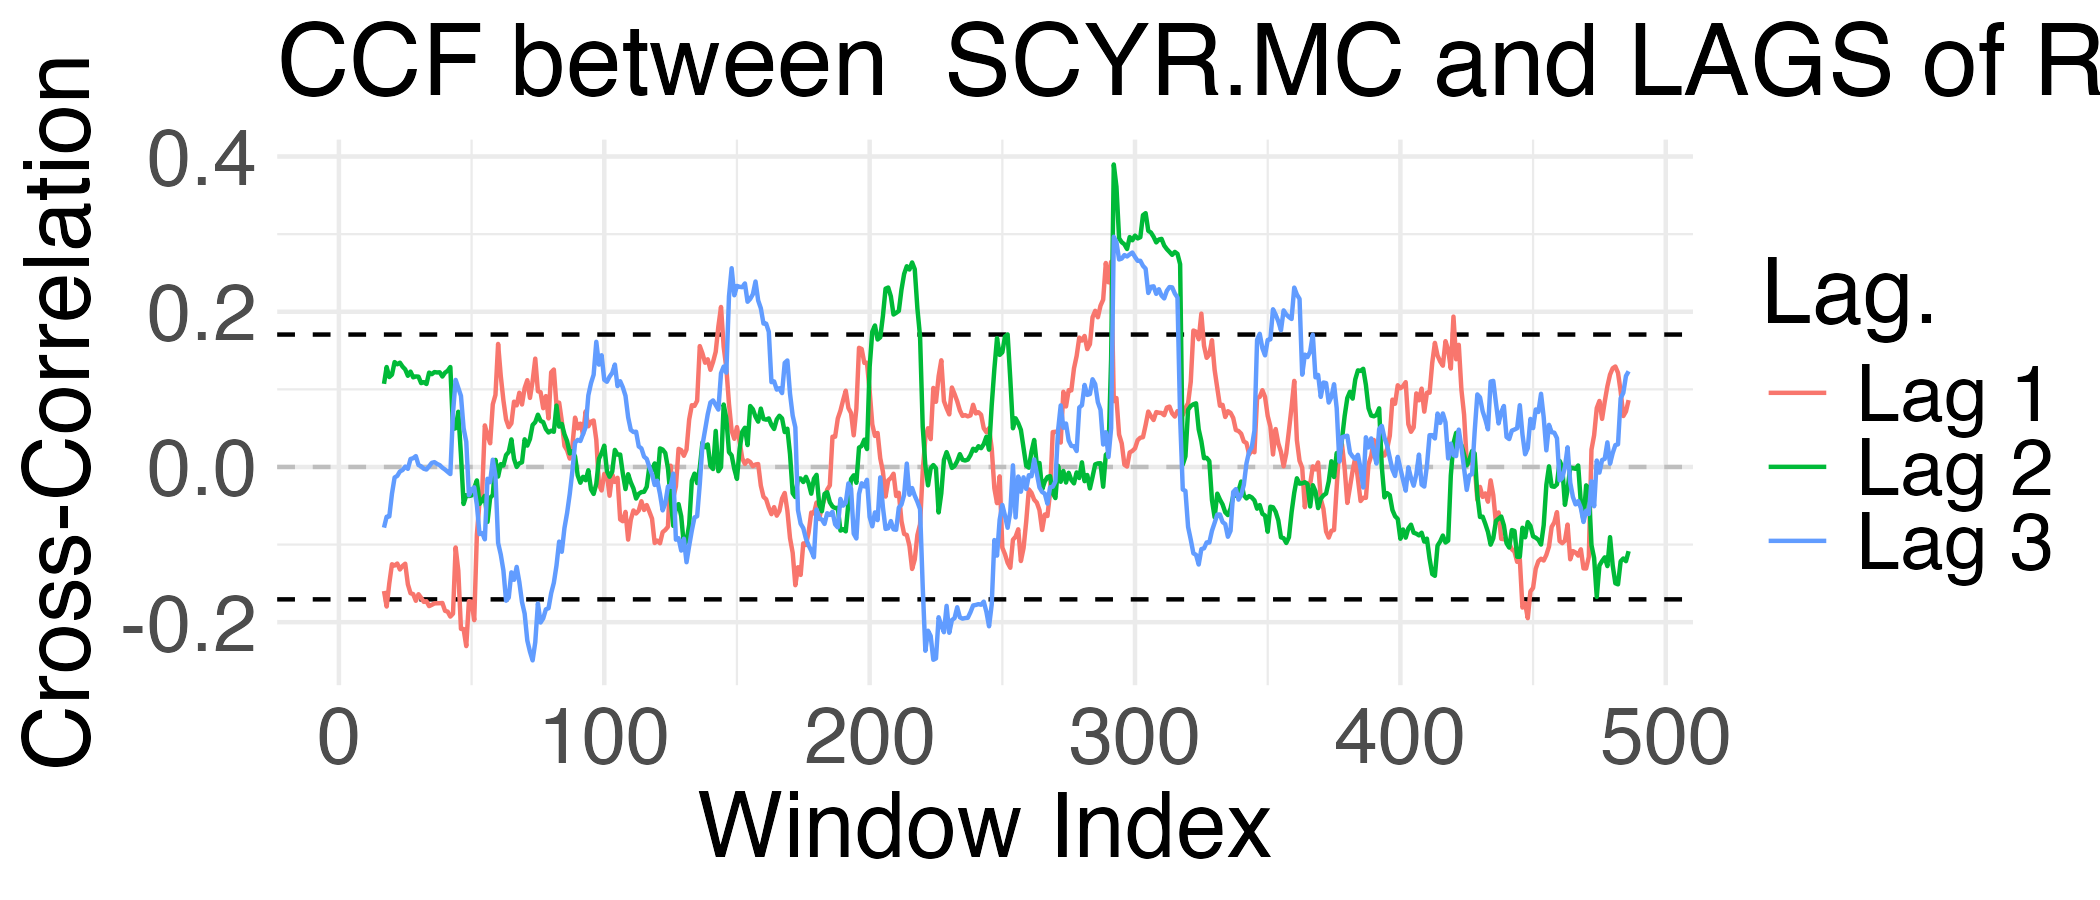 CCF between  SCYR.MC and LAGS of R
Cross-Correlation
0.4
0.2
0.0
-0.2
0
100
200
300
400
500
Window Index
Lag.
Lag 1
Lag 2
Lag 3